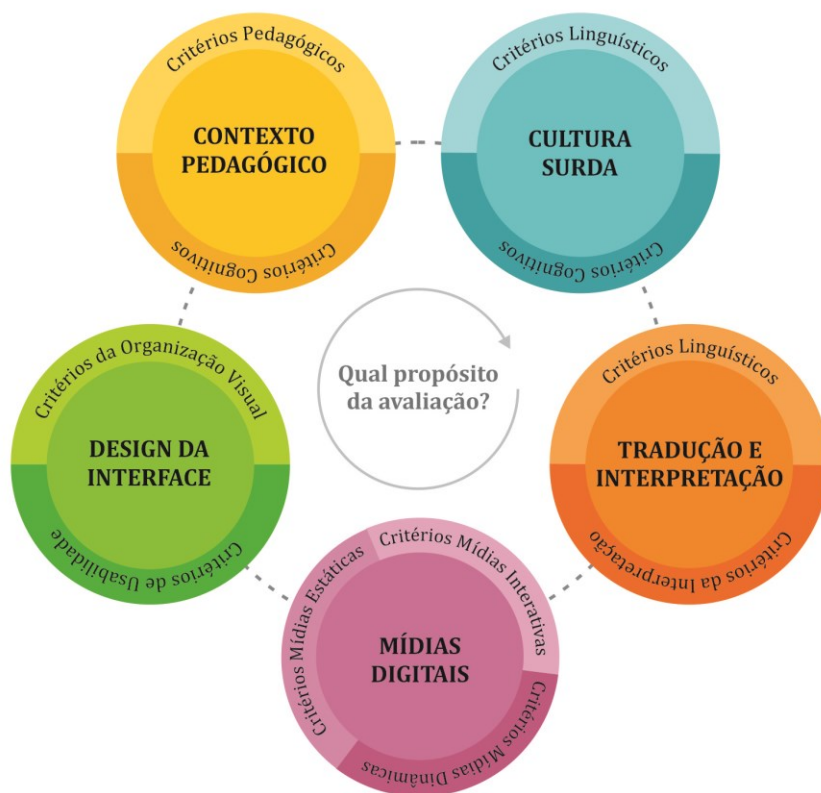 Critérios Pedagógicos
CONTEXTO
PEDAGÓGICO
Critérios Cognitivos
Critérios Linguísticos
CULTURA
SURDA
Critérios Cognitivos
Qual propósito
da avaliação?
Critérios da Organização Visual
DESIGN DA
INTERFACE
Critérios de Usabilidade
Critérios Linguísticos
TRADUÇÃO E
INTERPRETAÇÃO
Critérios da Interpretação
Critérios Mídias Estáticas
Critérios Mídias Interativas
MÍDIAS
DIGITAIS
Critérios Mídias Dinâmicas